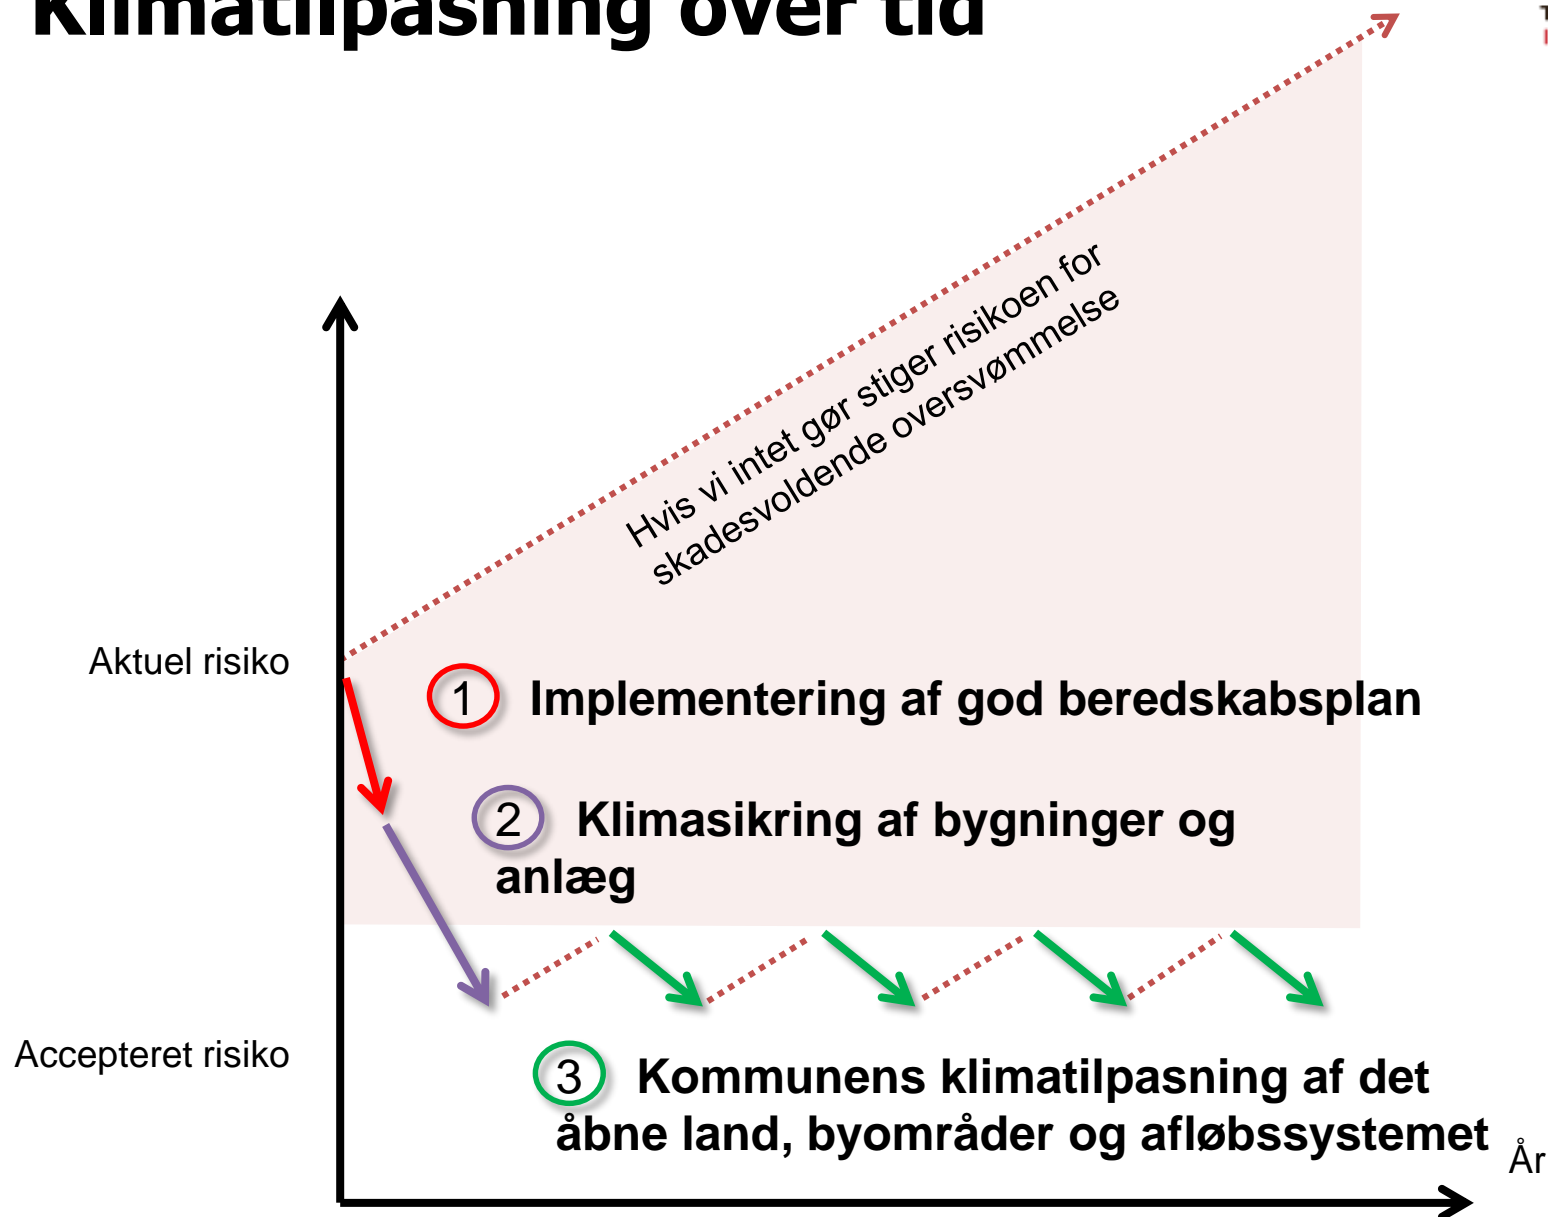 Klimatilpasning over tid
Hvis vi intet gør stiger risikoen for
skadesvoldende oversvømmelse
Aktuel risiko
1 Implementering af god beredskabsplan
2 Klimasikring af bygninger og
anlæg
Accepteret risiko
3 Kommunens klimatilpasning af det
åbne land, byområder og afløbssystemet
År